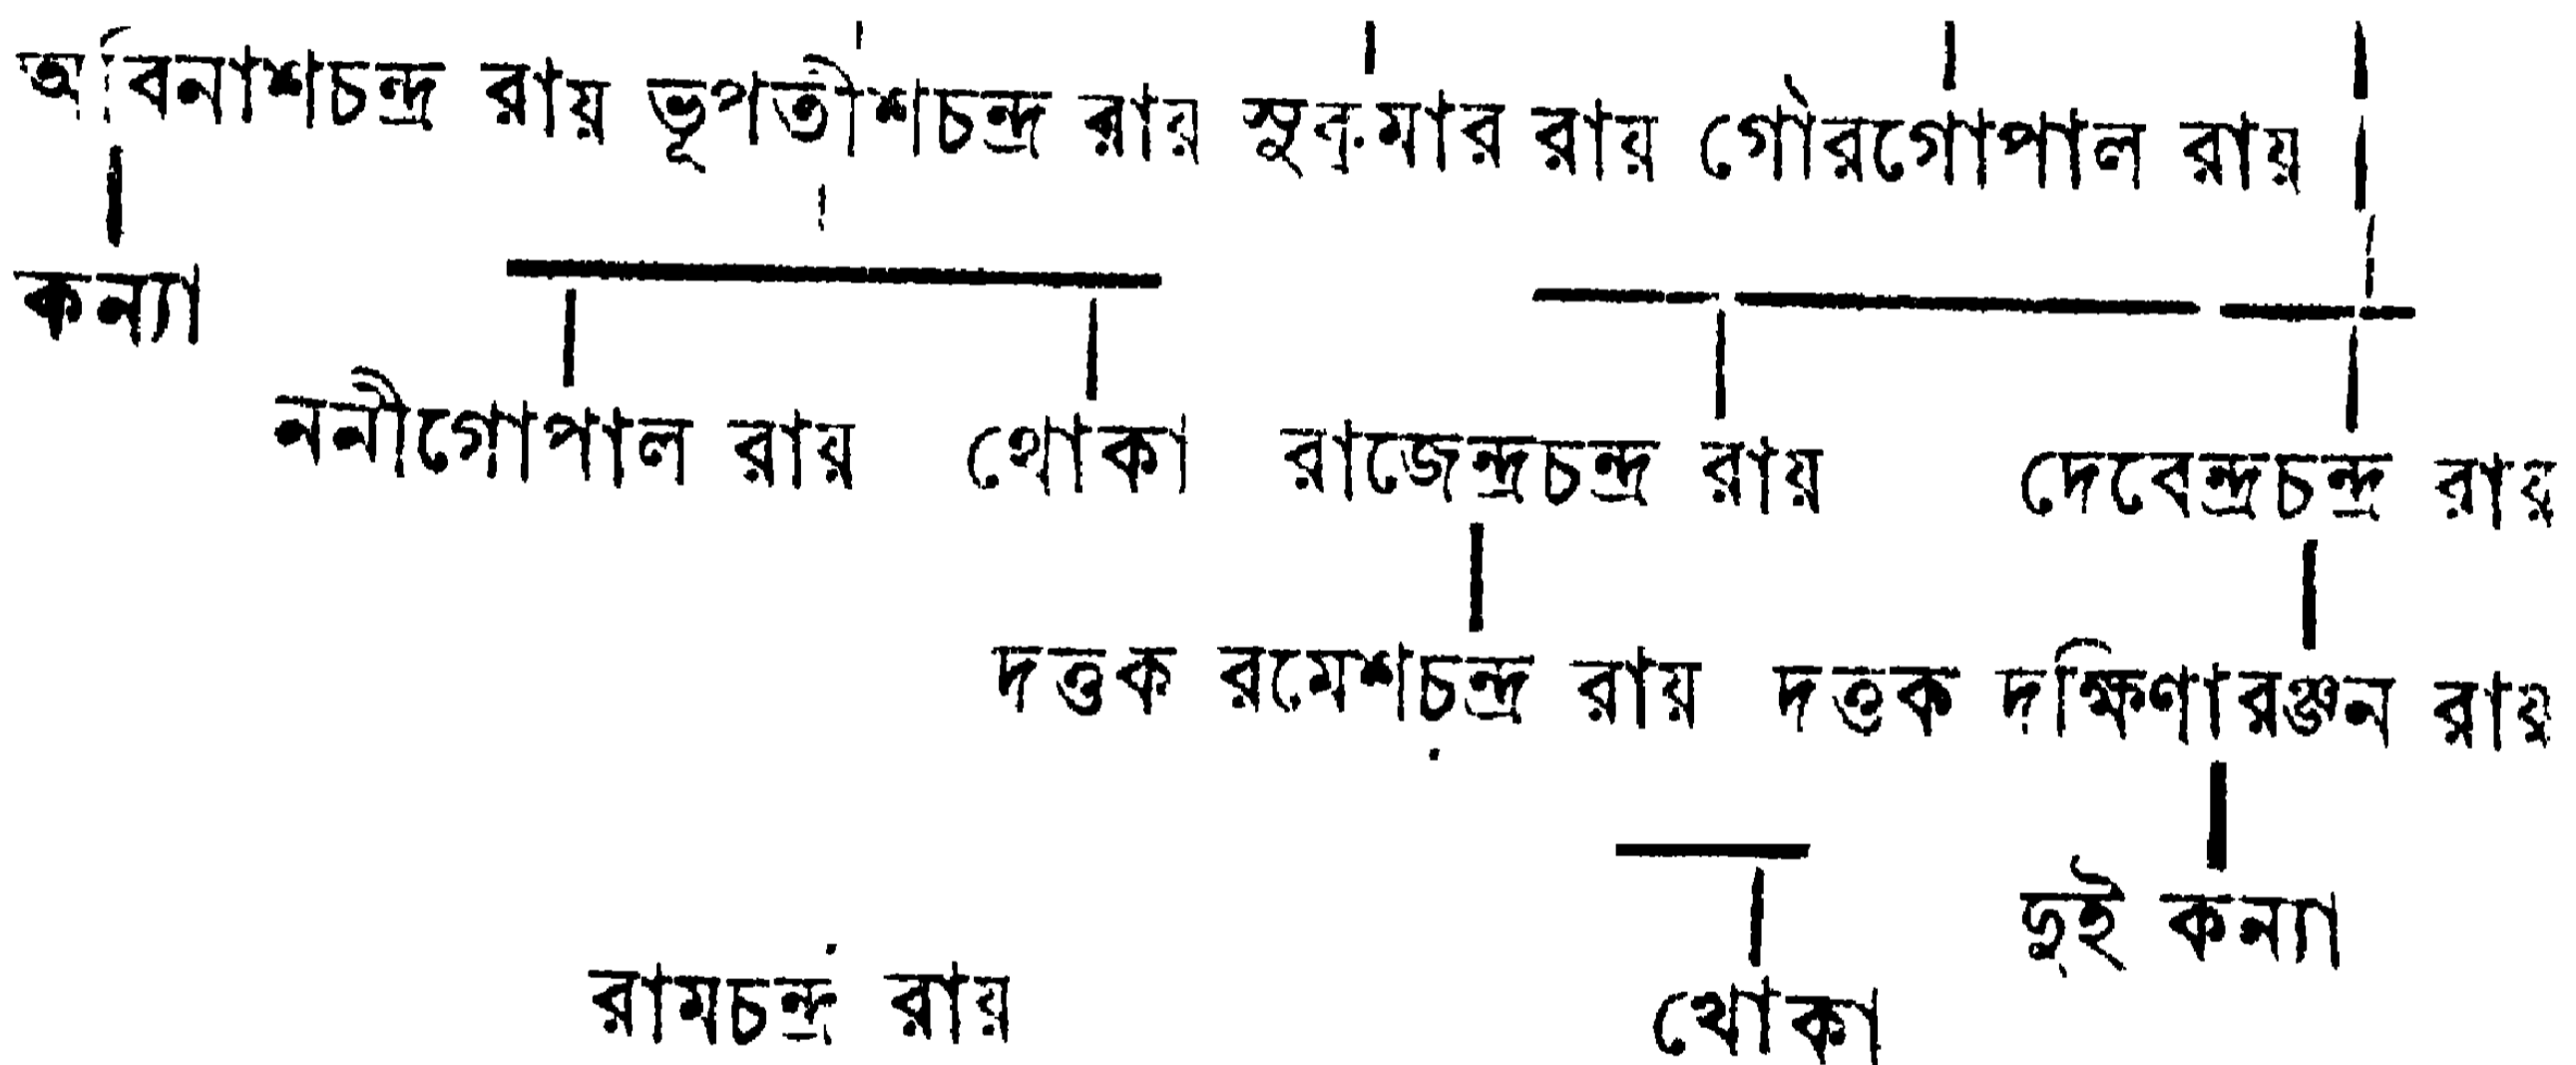 অবিনাশচন্দ্র রায় ভূপতীশচন্দ্র রায় সুকুমার রায় গৌরগোপাল রায়
কন্যা
ননীগোপাল রায় খোকা রাজেন্দ্রচন্দ্র রায় দেবেন্দ্রচন্দ্র রায়
দত্তক রমেশচন্দ্র রায় দত্তক দক্ষিণারঞ্জন রায়
দুই কন্যা
রামচন্দ্র রায় খোকা